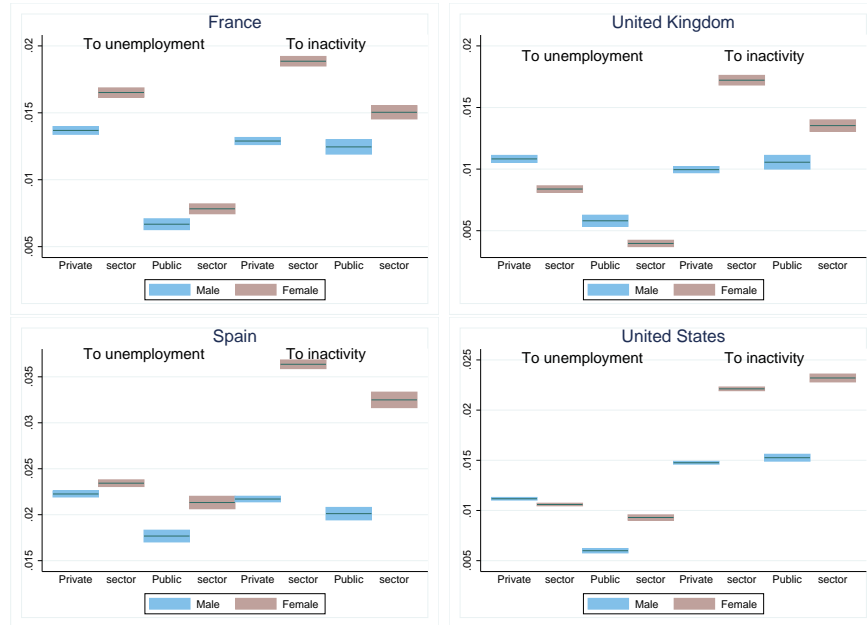 France
To unemployment To inactivity
.005 .01 .015 .02
Private sector Public sector Private sector Public sector
Male Female
United Kingdom
To unemployment To inactivity
.005 .01 .015 .02
Private sector Public sector Private sector Public sector
Male Female
Spain
To unemployment To inactivity
.015 .02 .025 .03 .035
Private sector Public sector Private sector Public sector
Male Female
United States
To unemployment To inactivity
.005 .01 .015 .02 .025
Private sector Public sector Private sector Public sector
Male Female